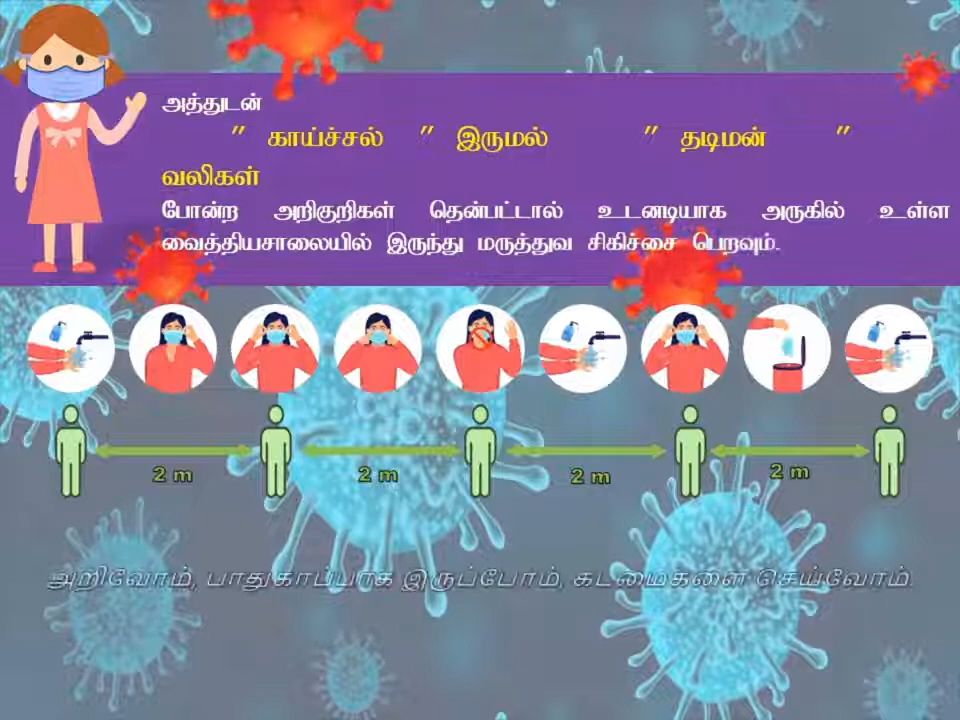 அத்துடன்
" காய்ச்சல் " இருமல் " தடிமன் "
வலிகள்
போன்ற அறிகுறிகள் தென்பட்டால் உடனடியாக அருகில் உள்ள
வைத்தியசாலையில் இருந்து மருத்துவ சிகிச்சை பெறவும்.
2 m 2 m 2 m 2 m
அறிவோம், பாதுகாப்பாக இருப்போம், கடமைகளை செய்வோம்.